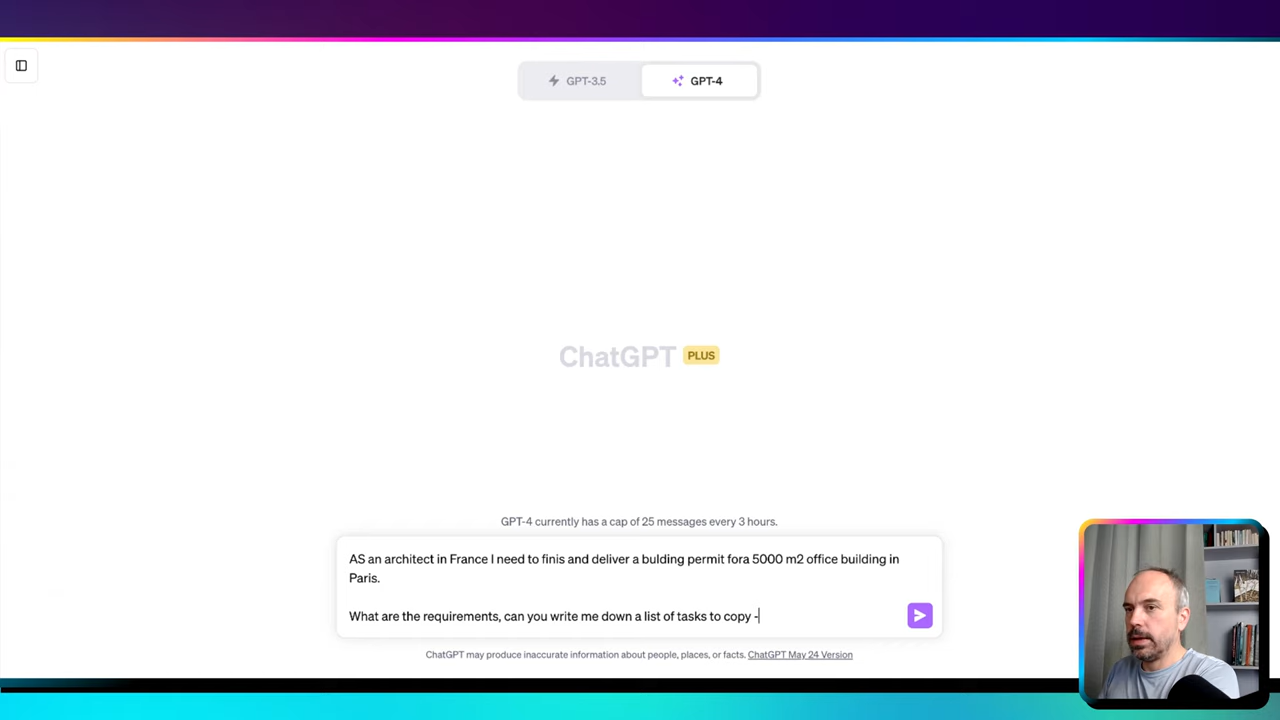 GPT-3.5
GPT-4
ChatGPT PLUS
GPT-4 currently has a cap of 25 messages every 3 hours.
AS an architect in France I need to finis and deliver a bulding permit fora 5000 m2 office building in
Paris.
What are the requirements, can you write me down a list of tasks to copy -
ChatGPT may produce inaccurate information about people, places, or facts. ChatGPT May 24 Version